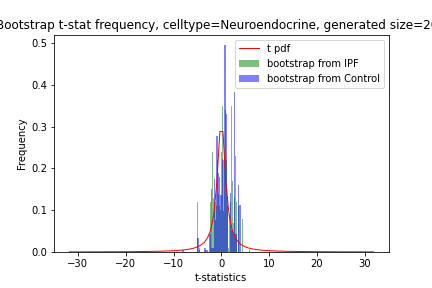 Bootstrap t-stat frequency, celltype=Neuroendocrine, generated size=20
0.5
0.4
0.3
0.2
0.1
0.0
Frequency
t pdf
bootstrap from IPF
bootstrap from Control
−30 −20 −10 0 10 20 30
t-statistics